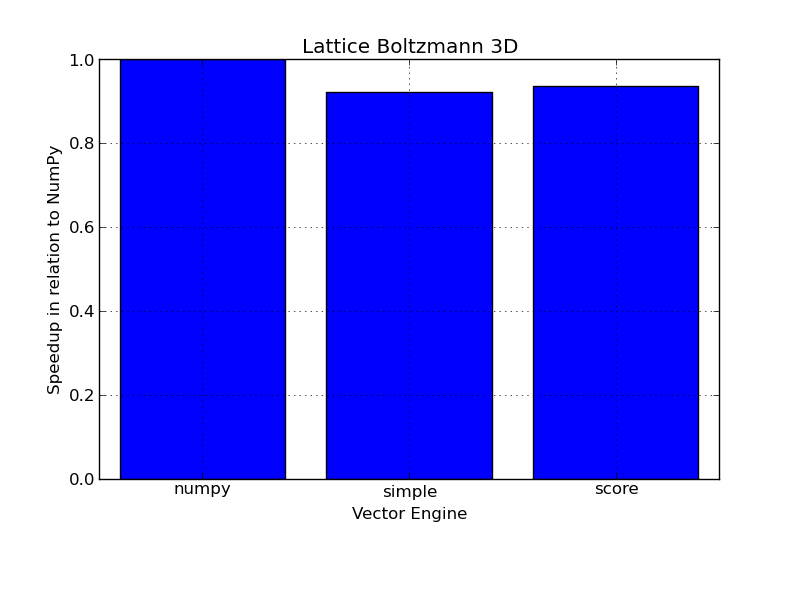 Lattice Boltzmann 3D
Speedup in relation to NumPy
1.0
0.8
0.6
0.4
0.2
0.0
numpy simple score
Vector Engine